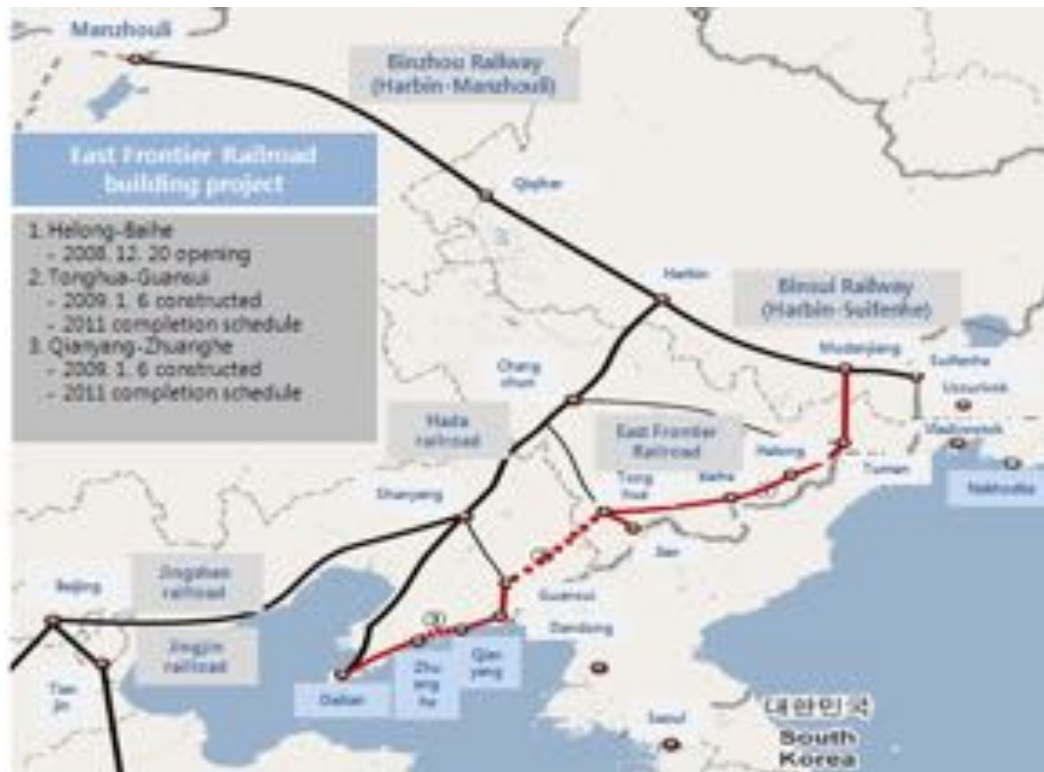 Manzhouli
Binzhou Railway
(Harbin-Manzhouli)
East Frontier Railroad
building project
1. Helong-Baihe
- 2008. 12. 20 opening
2. Tonghua-Guansui
- 2009. 1. 6 constructed
- 2011 completion schedule
3. Qianyang-Zhuanghe
- 2009. 1. 6 constructed
- 2011 completion schedule
Harbin
Binsui Railway
(Harbin-Suifenhe)
Mudanjiang
Suifenhe
Chang
chun
Hada
railroad
East Frontier
Railroad
Helong
Vladivostok
Tumen
Nakhodka
Tong
hua
Shenyang
Jian
Beijing
Jingshen
railroad
Guansui
Dandong
Jingjin
railroad
Qian
yang
Zhu
ang
he
Dalian
Tian
jin
Seoul
대한민국
South
Korea